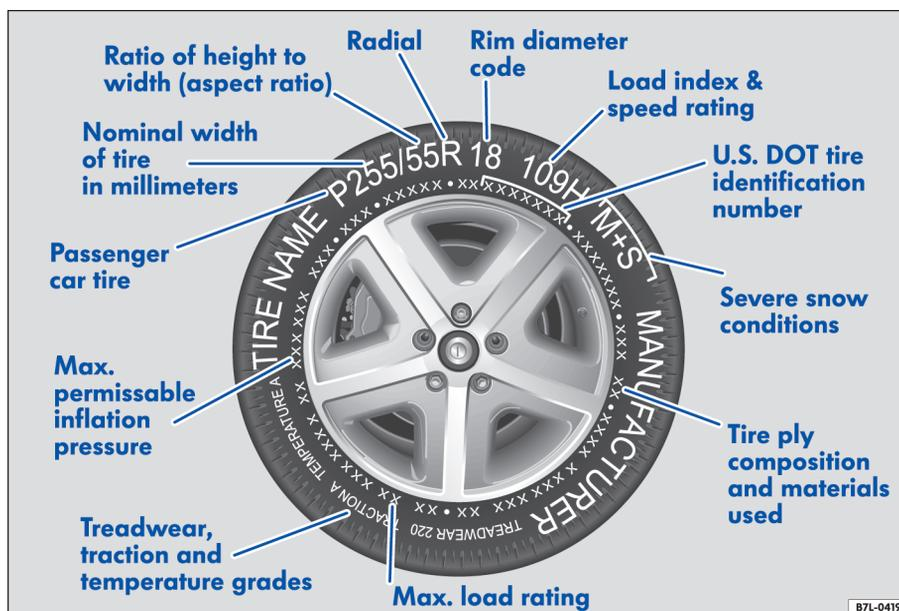 Ratio of height to
width (aspect ratio)
Radial
Rim diameter
code
Load index &
speed rating
Nominal width
of tire
in millimeters
U.S. DOT tire
identification
number
Passenger
car tire
Severe snow
conditions
Max.
permissable
inflation
pressure
Tire ply
composition
and materials
used
Treadwear,
traction and
temperature grades
Max. load rating
TIRE NAME P255/55R 18 109H M+S
MANUFACTURER
TREADWEAR 220 TRACTION A TEMPERATURE A
B7L-0419